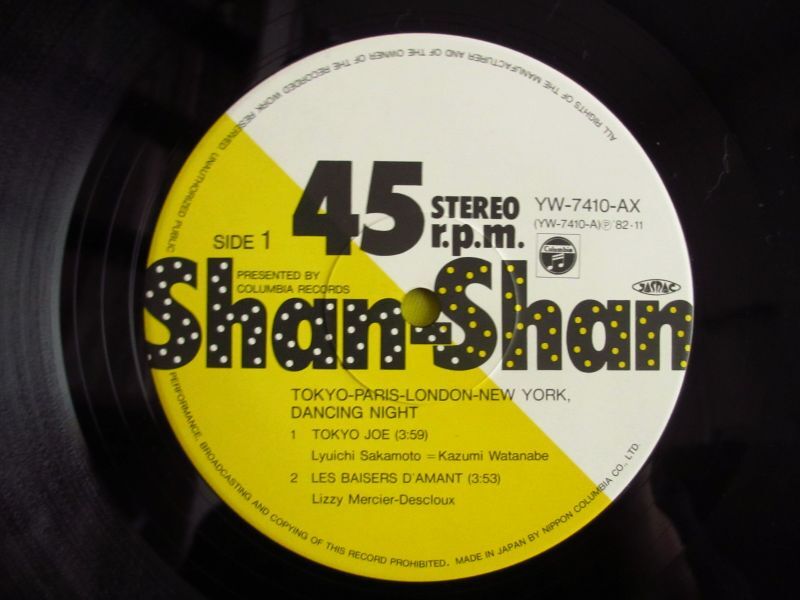 ALL RIGHTS OF THE MANUFACTURER AND OF THE OWNER OF THE RECORDED WORK RESERVED UNAUTHORIZED PUBLIC PERFORMANCE, BROADCASTING AND COPYING OF THIS RECORD PROHIBITED. MADE IN JAPAN BY NIPPON COLUMBIA CO., LTD.
45 STEREO r.p.m.
YW-7410-AX
(YW-7410-A)Ⓟ'82·11
SIDE 1
Columbia
PRESENTED BY
COLUMBIA RECORDS
JASRAC
Shan-Shan
TOKYO-PARIS-LONDON-NEW YORK,
DANCING NIGHT
1 TOKYO JOE (3:59)
Lyuichi Sakamoto = Kazumi Watanabe
2 LES BAISERS D'AMANT (3:53)
Lizzy Mercier-Descloux